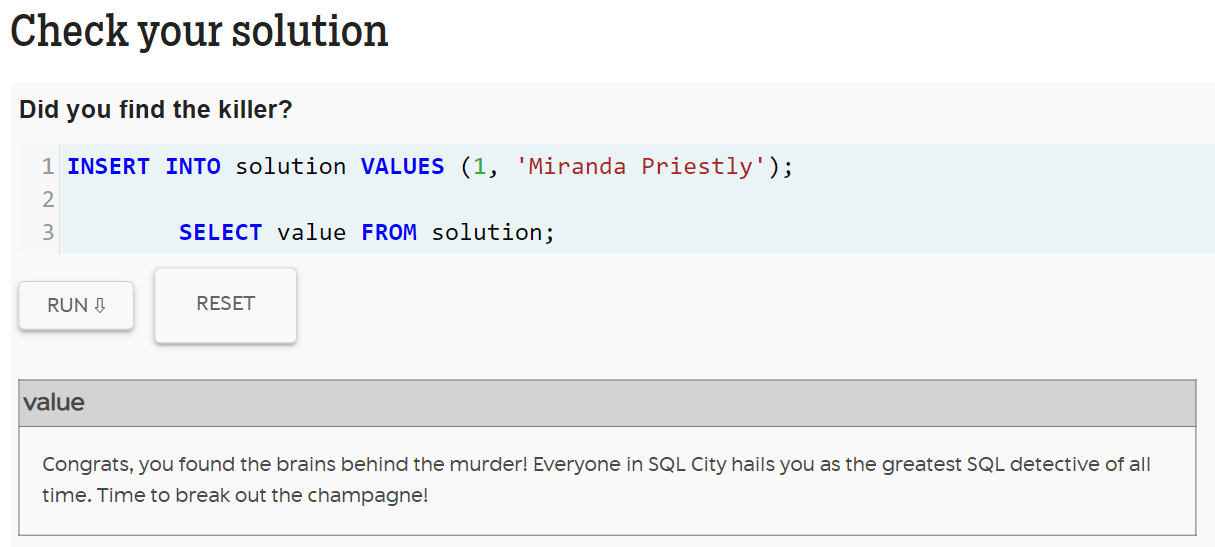 Check your solution
Did you find the killer?
1 INSERT INTO solution VALUES (1, 'Miranda Priestly');
2
3 SELECT value FROM solution;
RUN ⇩ RESET
value
Congrats, you found the brains behind the murder! Everyone in SQL City hails you as the greatest SQL detective of all
time. Time to break out the champagne!